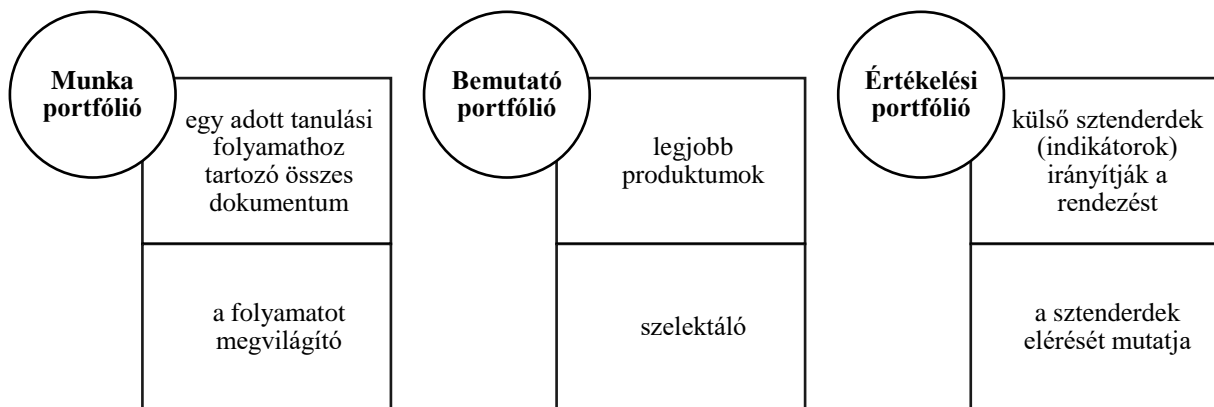 Munka
portfólió
egy adott tanulási
folyamathoz
tartozó összes
dokumentum
a folyamatot
megvilágító
Bemutató
portfólió
legjobb
produktumok
szelektáló
Értékelési
portfólió
külső sztenderdek
(indikátorok)
irányítják a
rendezést
a sztenderdek
elérését mutatja